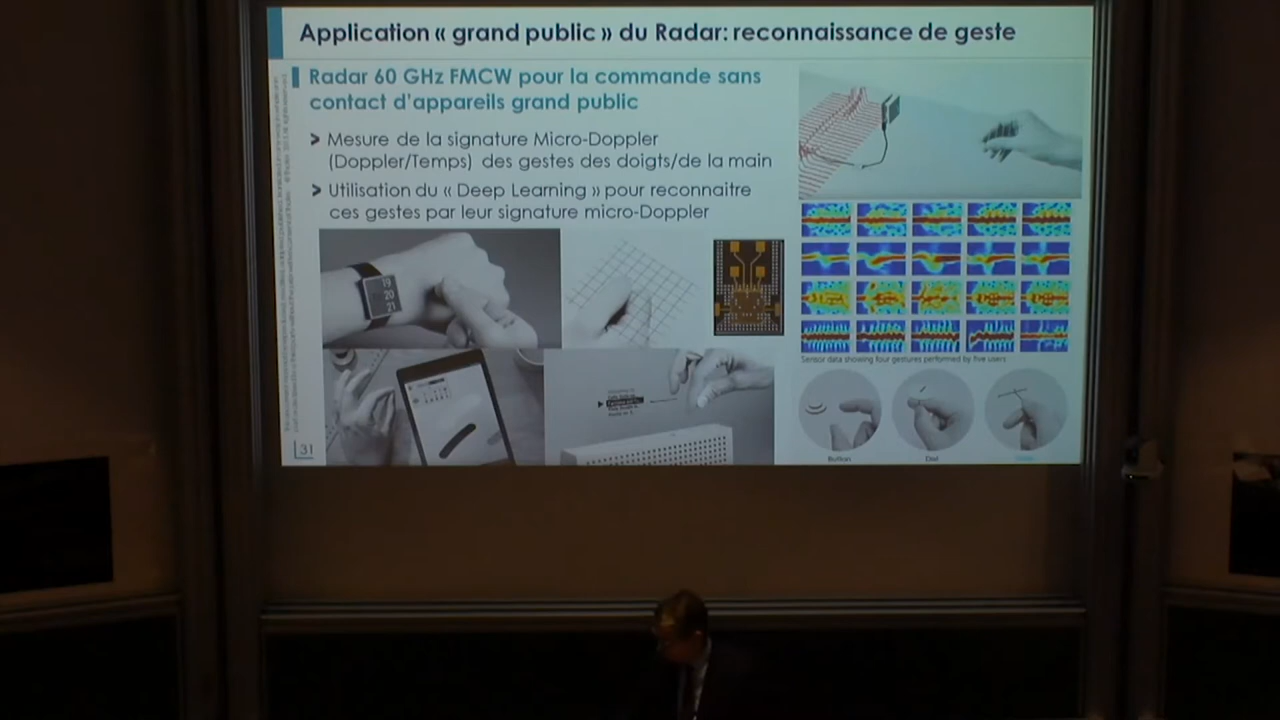 Application « grand public » du Radar: reconnaissance de geste
Radar 60 GHz FMCW pour la commande sans
contact d'appareils grand public
> Mesure de la signature Micro-Doppler
(Doppler/Temps) des gestes des doigts/de la main
> Utilisation du « Deep Learning » pour reconnaitre
ces gestes par leur signature micro-Doppler
19
20
21
Sensor data showing four gestures performed by five users
Button
Dial
31